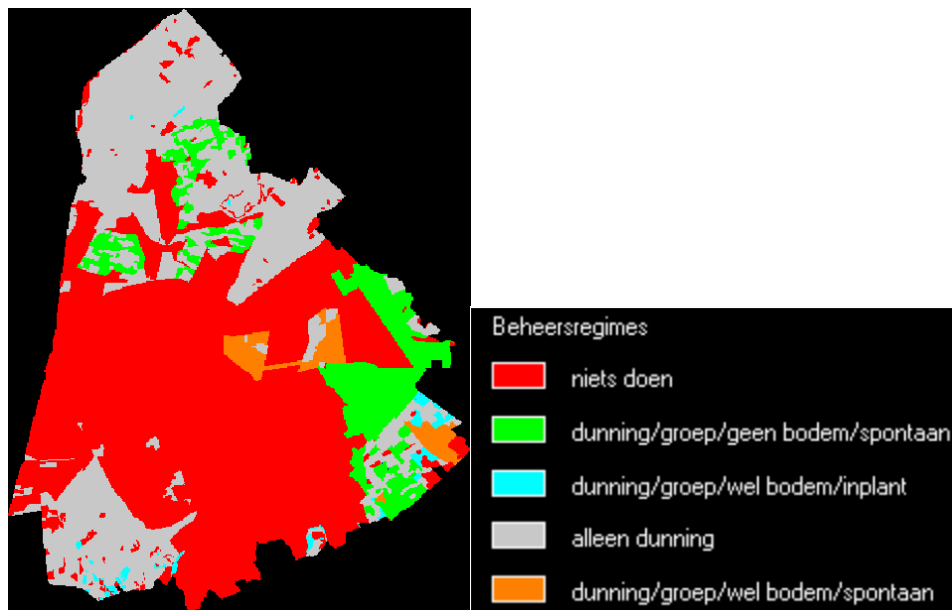 Beheersregimes
niets doen
dunning/groep/geen bodem/spontaan
dunning/groep/wel bodem/inplant
alleen dunning
dunning/groep/wel bodem/spontaan